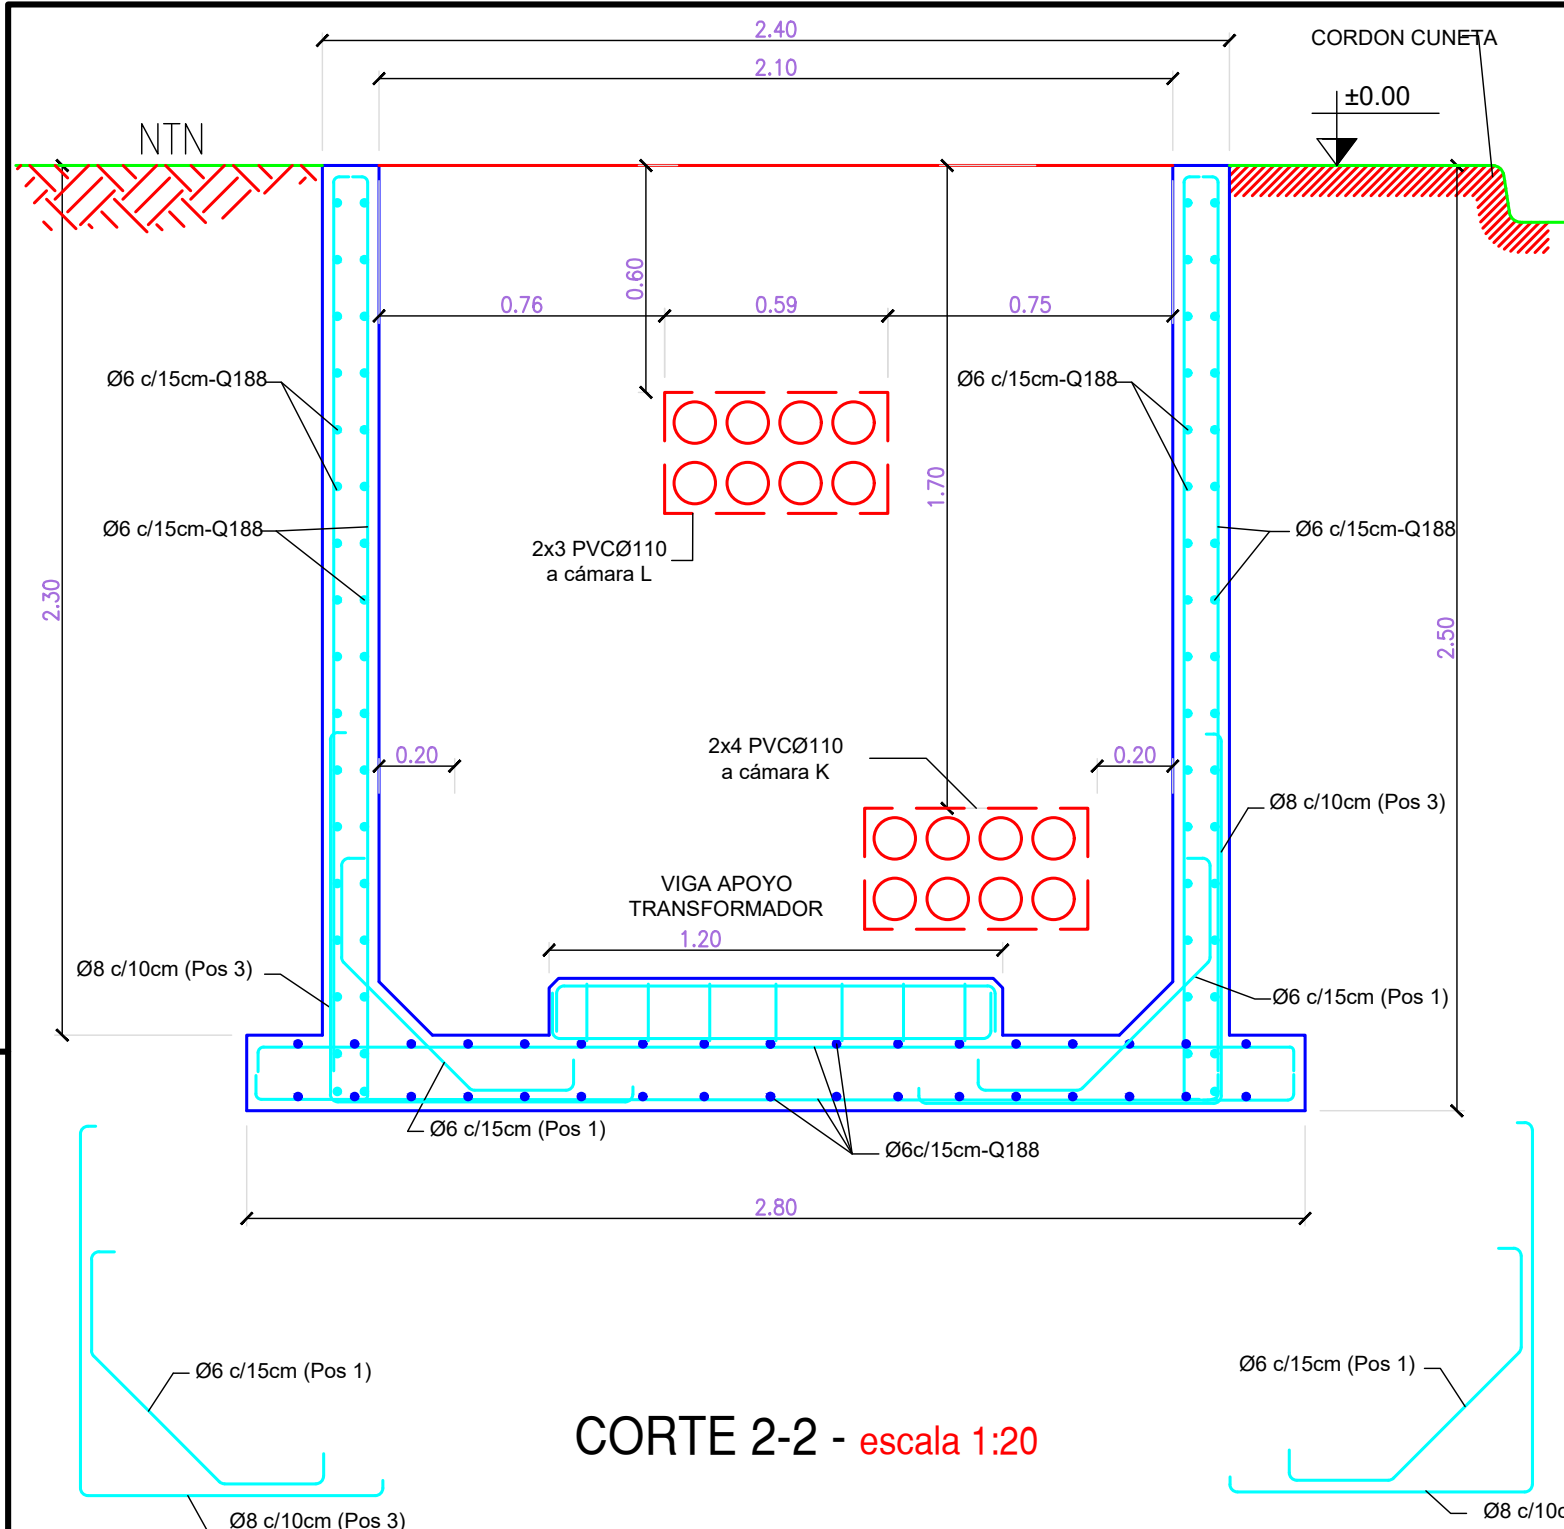 2.40
CORDON CUNETA
2.10
±0.00
NTN
0.60
0.76
0.59
0.75
Ø6 c/15cm-Q188
Ø6 c/15cm-Q188
1.70
Ø6 c/15cm-Q188
Ø6 c/15cm-Q188
2x3 PVCØ110
a cámara L
2.30
2.50
0.20
2x4 PVCØ110
a cámara K
0.20
Ø8 c/10cm (Pos 3)
VIGA APOYO
TRANSFORMADOR
1.20
Ø8 c/10cm (Pos 3)
Ø6 c/15cm (Pos 1)
Ø6 c/15cm (Pos 1)
Ø6c/15cm-Q188
2.80
Ø6 c/15cm (Pos 1)
Ø6 c/15cm (Pos 1)
CORTE 2-2 - escala 1:20
Ø8 c/10cm (Pos 3)
Ø8 c/10c